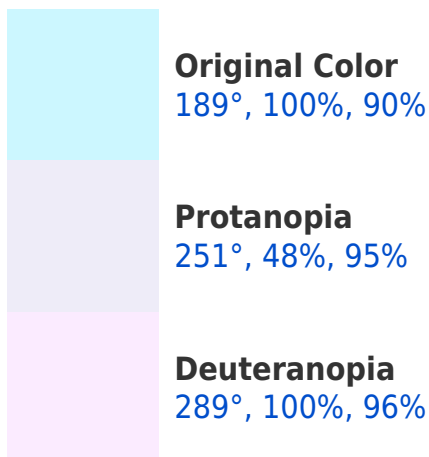 Original Color
189°, 100%, 90%
Protanopia
251°, 48%, 95%
Deuteranopia
289°, 100%, 96%